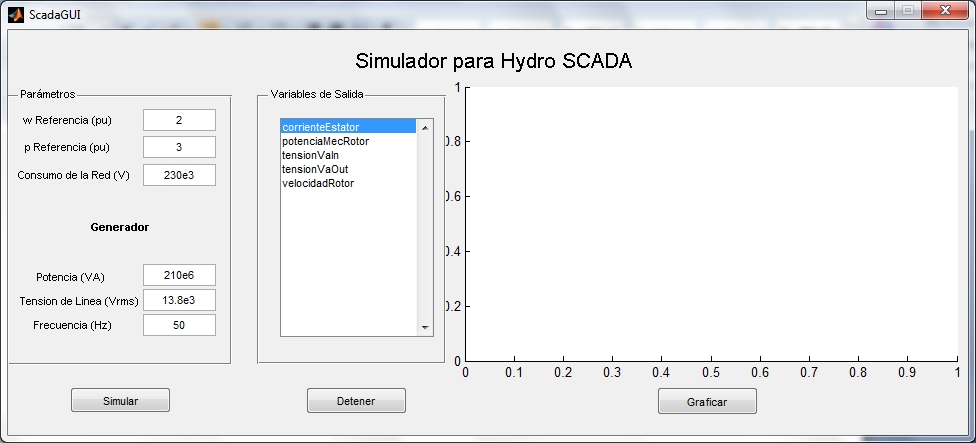 ScadaGUI
Simulador para Hydro SCADA
Parámetros
w Referencia (pu) 2
p Referencia (pu) 3
Consumo de la Red (V) 230e3
Generador
Potencia (VA) 210e6
Tension de Linea (Vrms) 13.8e3
Frecuencia (Hz) 50
Simular
Variables de Salida
corrienteEstator
potenciaMecRotor
tensionVaIn
tensionVaOut
velocidadRotor
Detener
1
0.8
0.6
0.4
0.2
0
0 0.1 0.2 0.3 0.4 0.5 0.6 0.7 0.8 0.9 1
Graficar